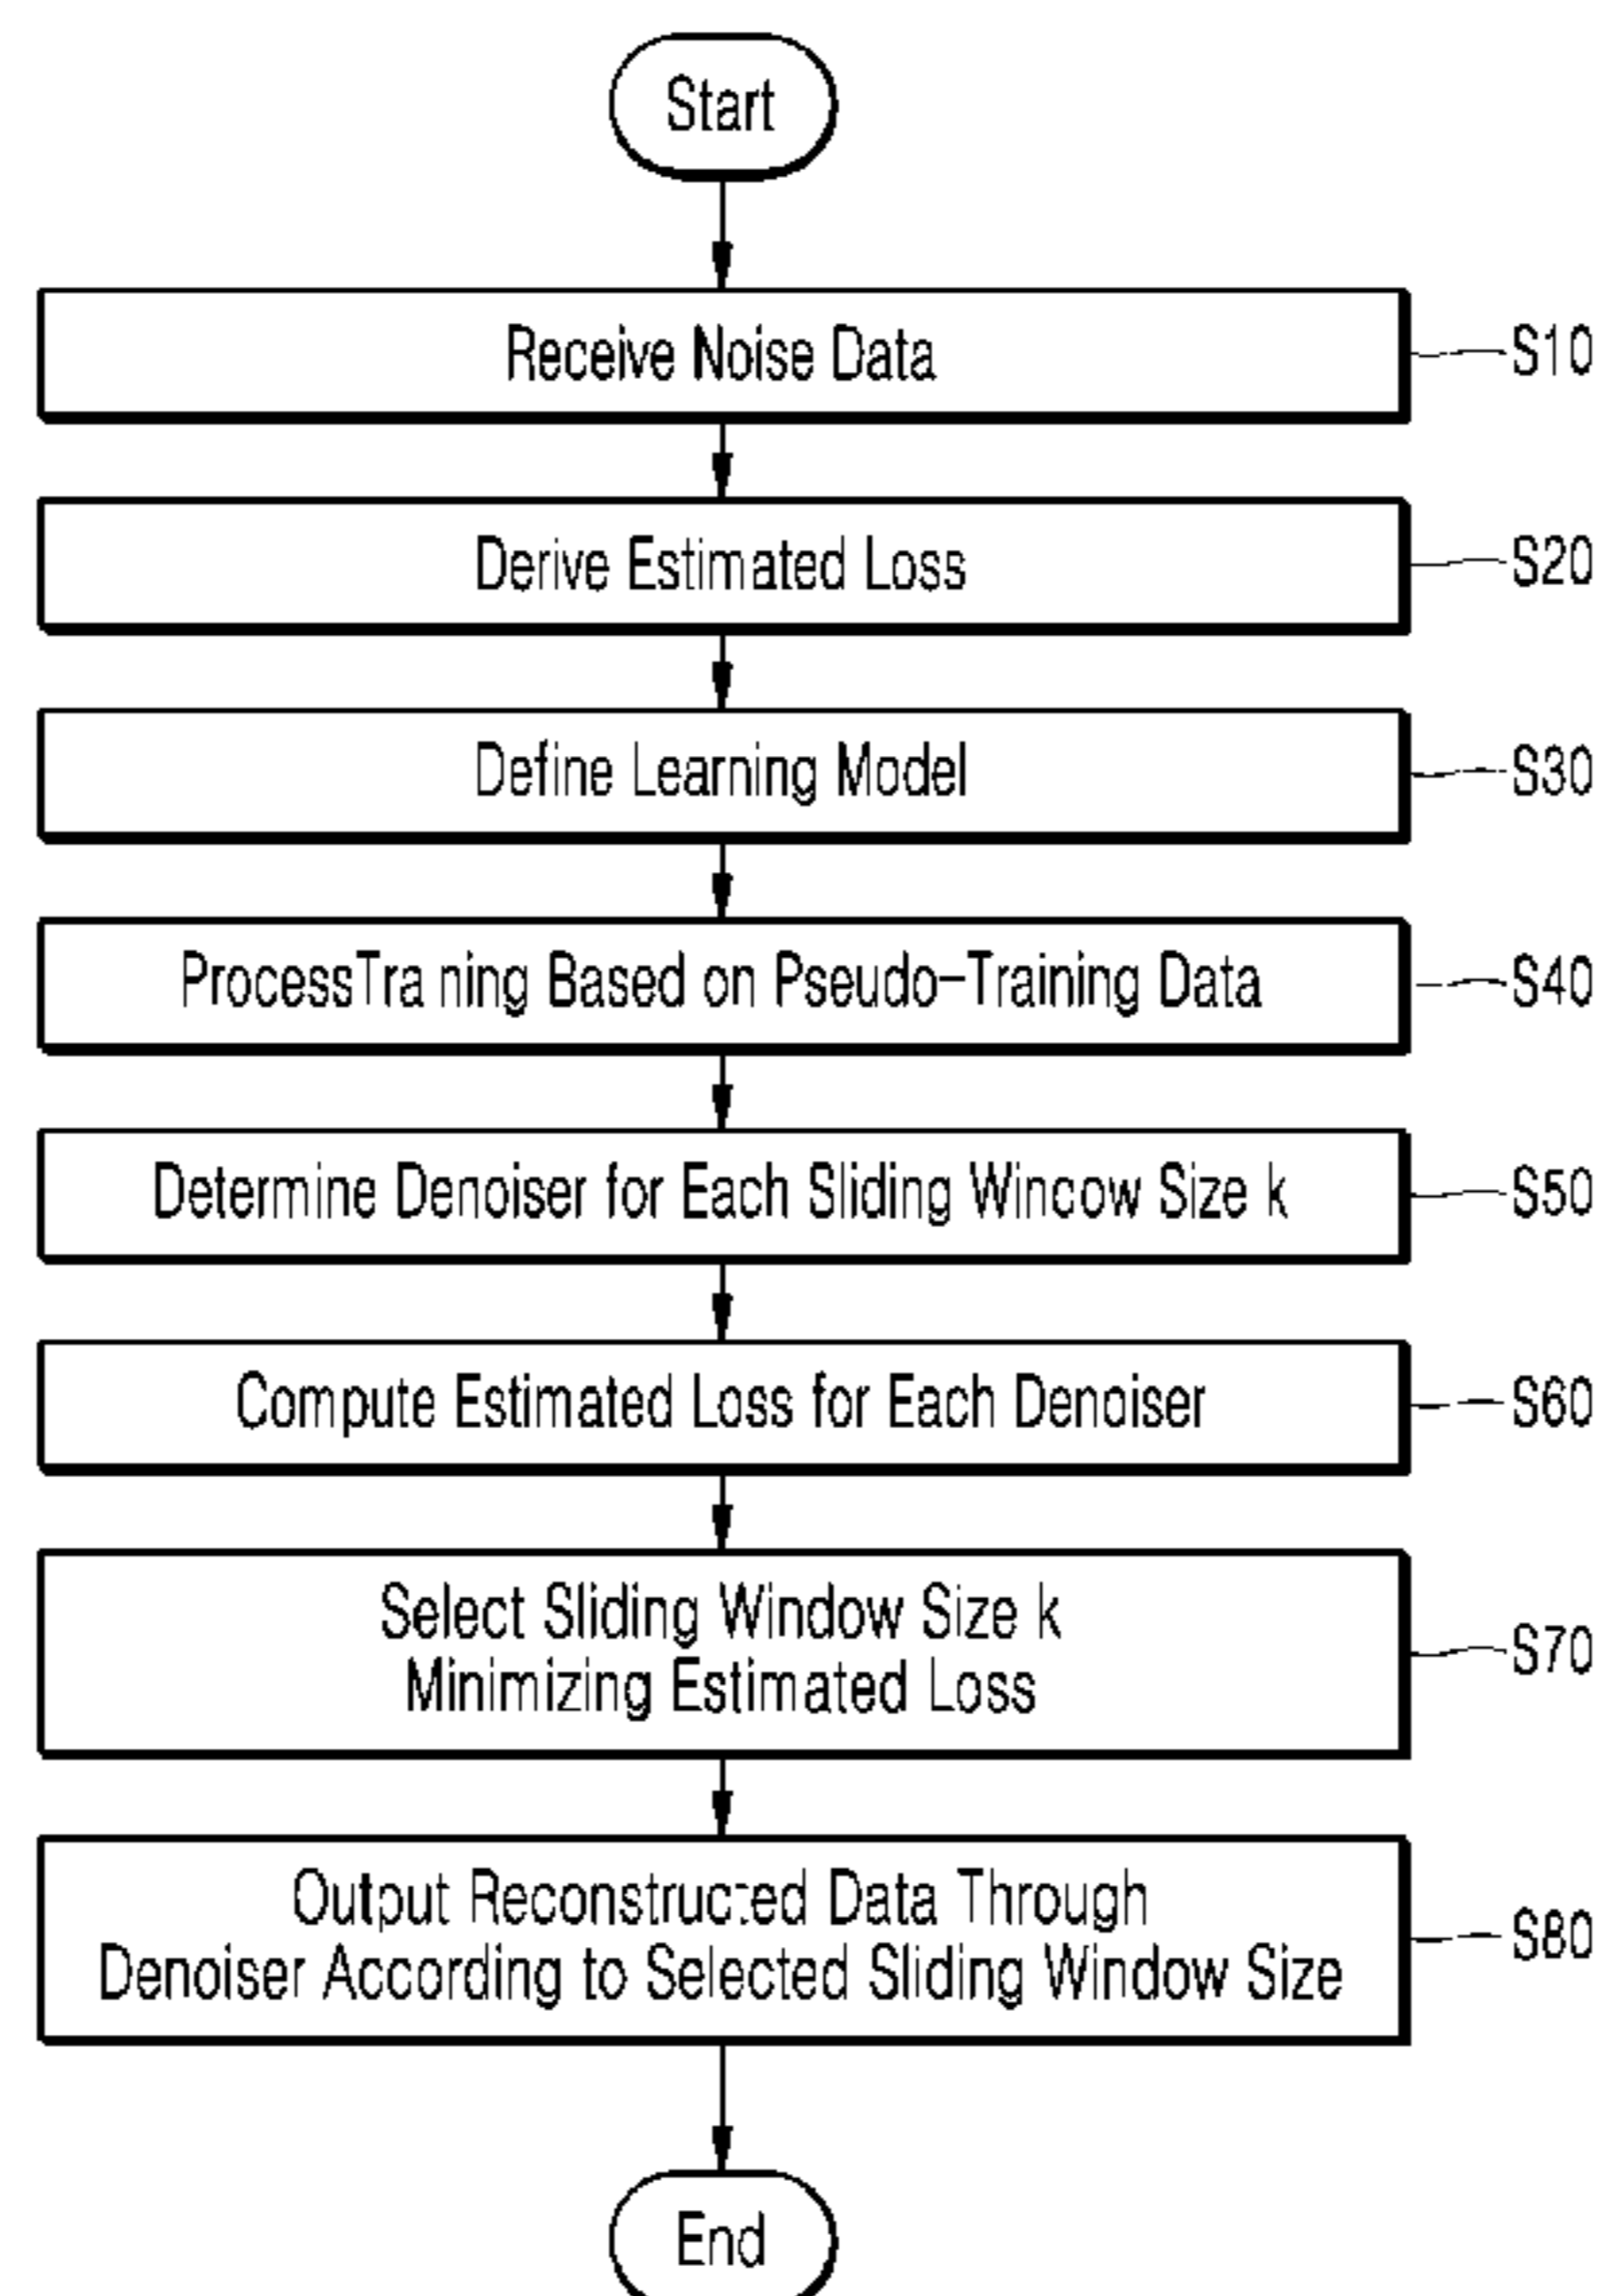 Start
Receive Noise Data
S10
Derive Estimated Loss
S20
Define Learning Model
S30
ProcessTra ning Based on Pseudo-Training Data
S40
Determine Denoiser for Each Sliding Wincow Size k
S50
Compute Estimated Loss for Each Denoiser
S60
Select Sliding Window Size k
Minimizing Estimated Loss
S70
Output Reconstructed Data Through
Denoiser According to Selected Sliding Window Size
S80
End